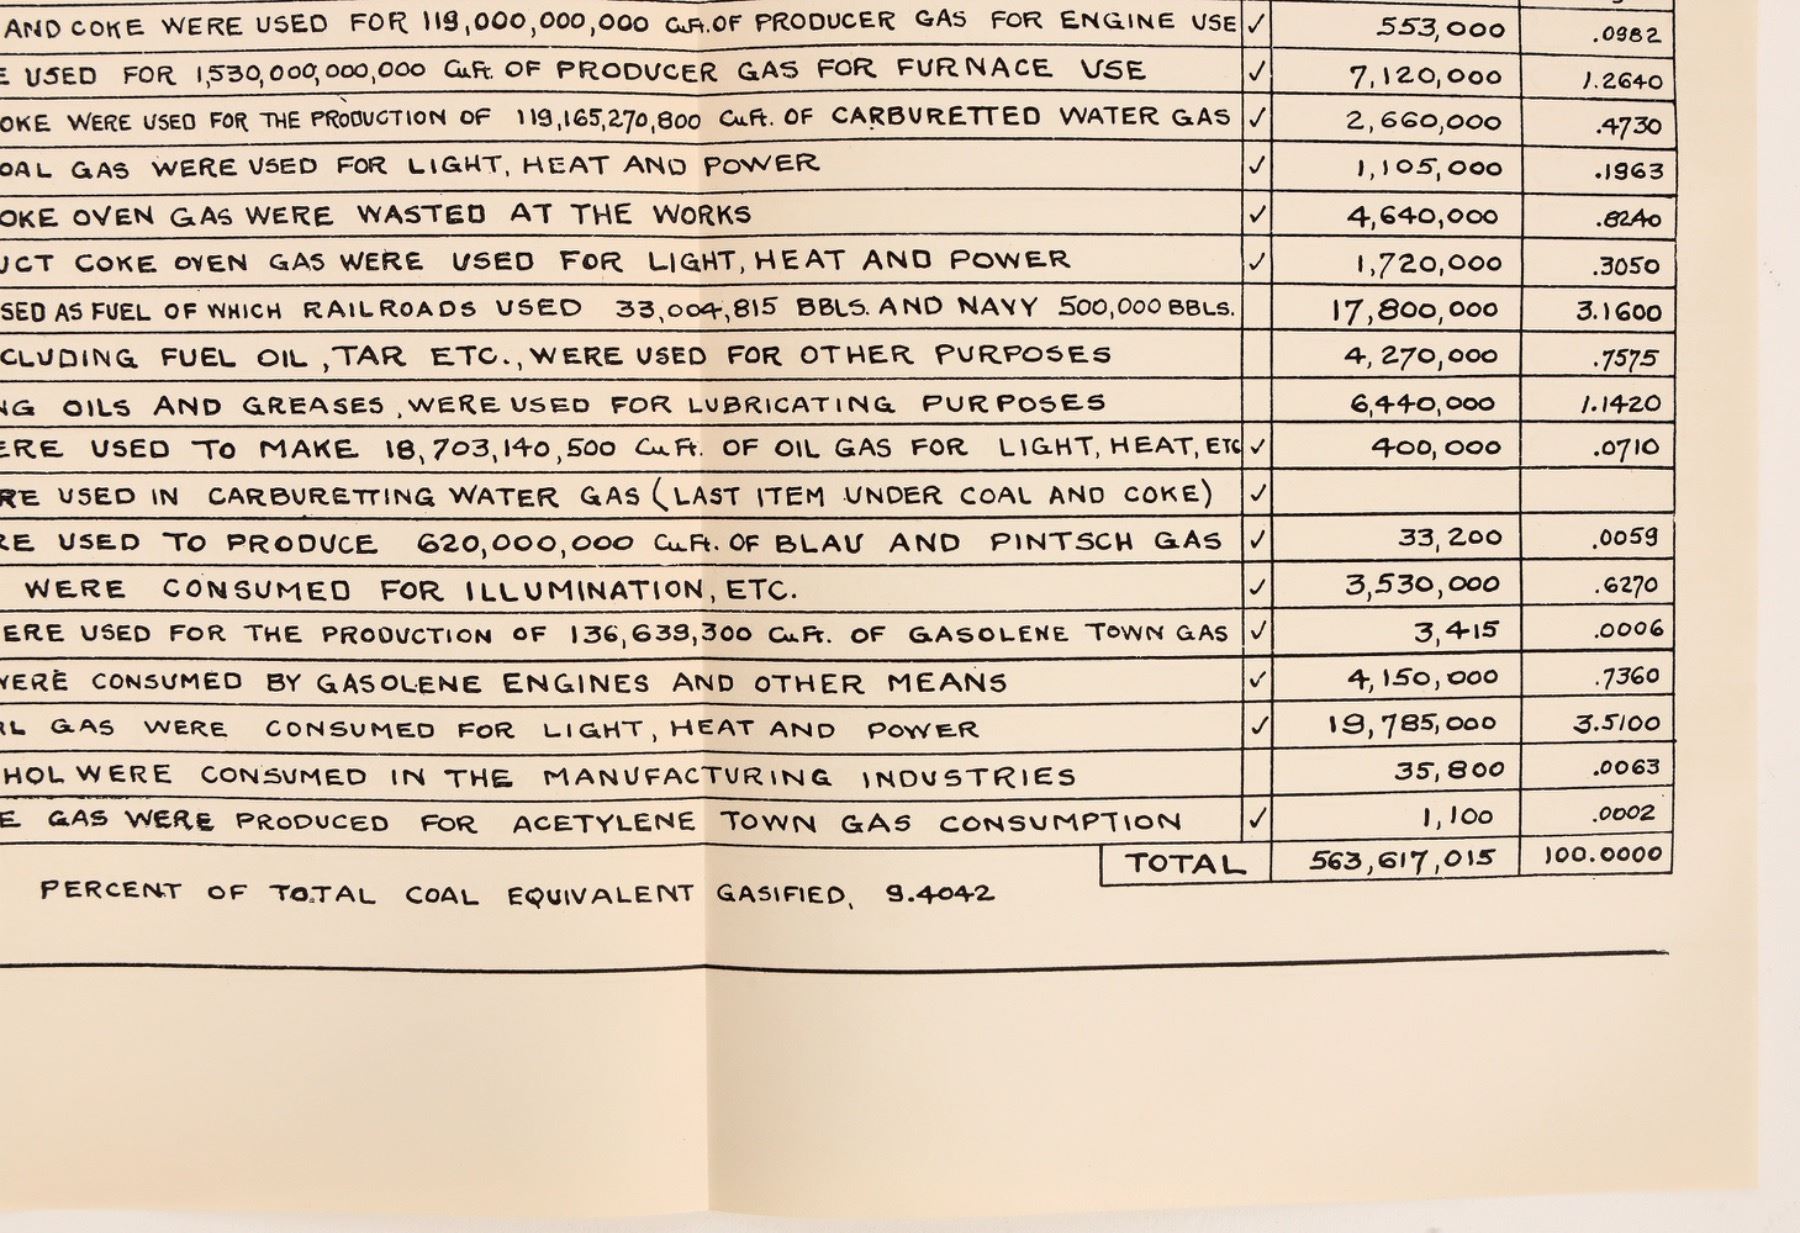 AND COKE WERE USED FOR 119,000,000,000 Cu.Ft. OF PRODUCER GAS FOR ENGINE USE ✓ 553,000 .0982
USED FOR 1,530,000,000,000 Cu.Ft. OF PRODUCER GAS FOR FURNACE USE ✓ 7,120,000 1.2640
OKE WERE USED FOR THE PRODUCTION OF 119,165,270,800 Cu.Ft. OF CARBURETTED WATER GAS ✓ 2,660,000 .4730
OAL GAS WERE USED FOR LIGHT, HEAT AND POWER ✓ 1,105,000 .1963
OKE OVEN GAS WERE WASTED AT THE WORKS ✓ 4,640,000 .8240
UCT COKE OVEN GAS WERE USED FOR LIGHT, HEAT AND POWER ✓ 1,720,000 .3050
SED AS FUEL OF WHICH RAILROADS USED 33,004,815 BBLS. AND NAVY 500,000 BBLS. 17,800,000 3.1600
CLUDING FUEL OIL, TAR ETC., WERE USED FOR OTHER PURPOSES 4,270,000 .7575
NG OILS AND GREASES, WERE USED FOR LUBRICATING PURPOSES 6,440,000 1.1420
ERE USED TO MAKE 18,703,140,500 Cu.Ft. OF OIL GAS FOR LIGHT, HEAT, ETC ✓ 400,000 .0710
RE USED IN CARBURETTING WATER GAS (LAST ITEM UNDER COAL AND COKE) ✓
RE USED TO PRODUCE 620,000,000 Cu.Ft. OF BLAU AND PINTSCH GAS ✓ 33,200 .0059
WERE CONSUMED FOR ILLUMINATION, ETC. ✓ 3,530,000 .6270
ERE USED FOR THE PRODUCTION OF 136,639,300 Cu.Ft. OF GASOLENE TOWN GAS ✓ 3,415 .0006
WERE CONSUMED BY GASOLENE ENGINES AND OTHER MEANS ✓ 4,150,000 .7360
AL GAS WERE CONSUMED FOR LIGHT, HEAT AND POWER ✓ 19,785,000 3.5100
HOL WERE CONSUMED IN THE MANUFACTURING INDUSTRIES 35,800 .0063
E GAS WERE PRODUCED FOR ACETYLENE TOWN GAS CONSUMPTION ✓ 1,100 .0002
TOTAL 563,617,015 100.0000
PERCENT OF TOTAL COAL EQUIVALENT GASIFIED, 9.4042